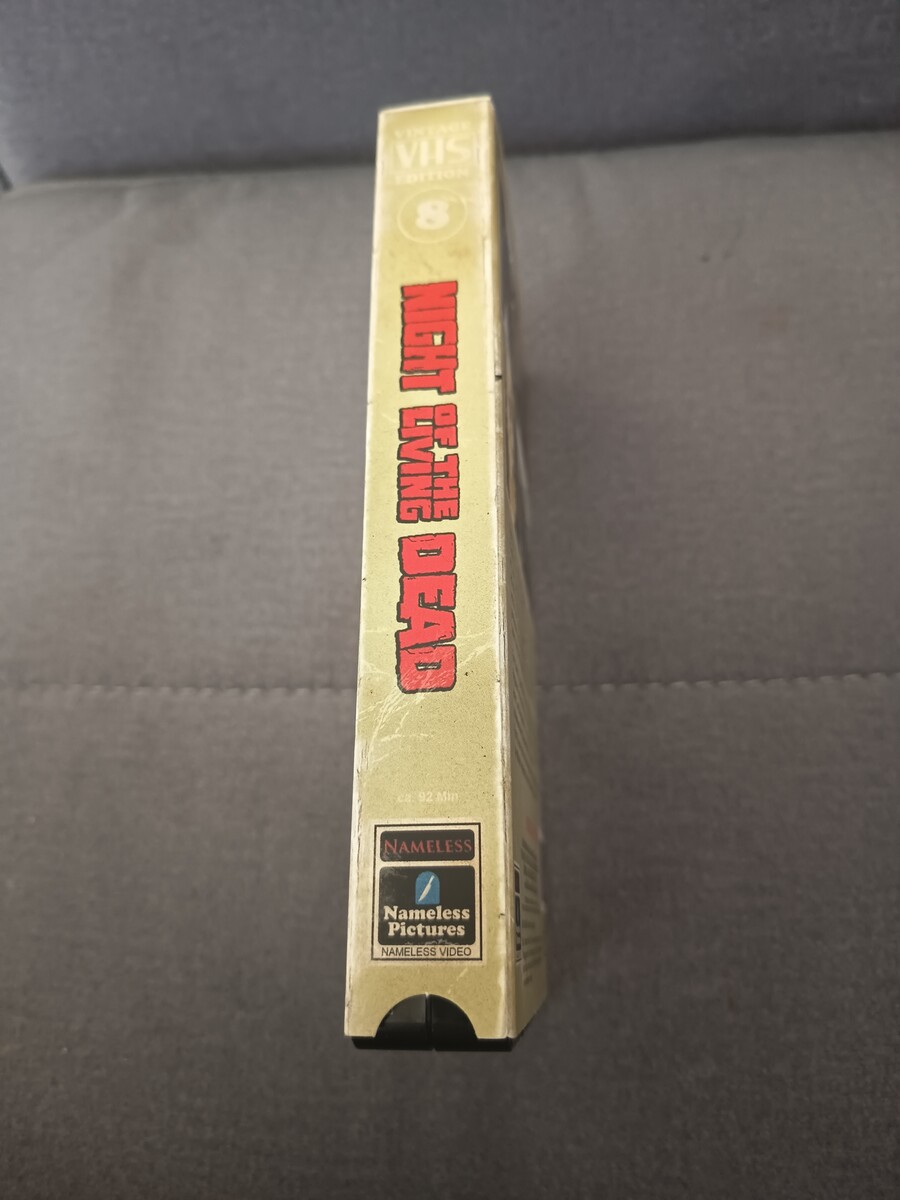 VINTAGE
VHS
EDITION
8
NIGHT
OF THE
LIVING
DEAD
ca. 92 Min
NAMELESS
Nameless
Pictures
NAMELESS VIDEO